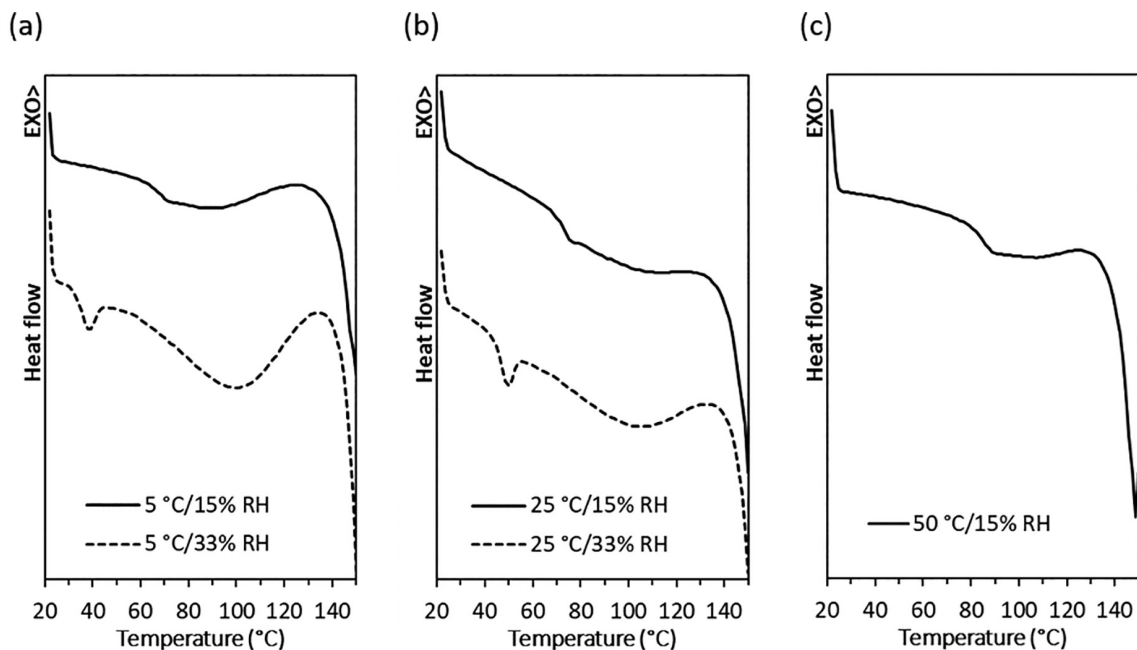 (a)
EXO>
Heat flow
5 °C/15% RH
5 °C/33% RH
20 40 60 80 100 120 140
Temperature (°C)
(b)
EXO>
Heat flow
25 °C/15% RH
25 °C/33% RH
20 40 60 80 100 120 140
Temperature (°C)
(c)
EXO>
Heat flow
50 °C/15% RH
20 40 60 80 100 120 140
Temperature (°C)